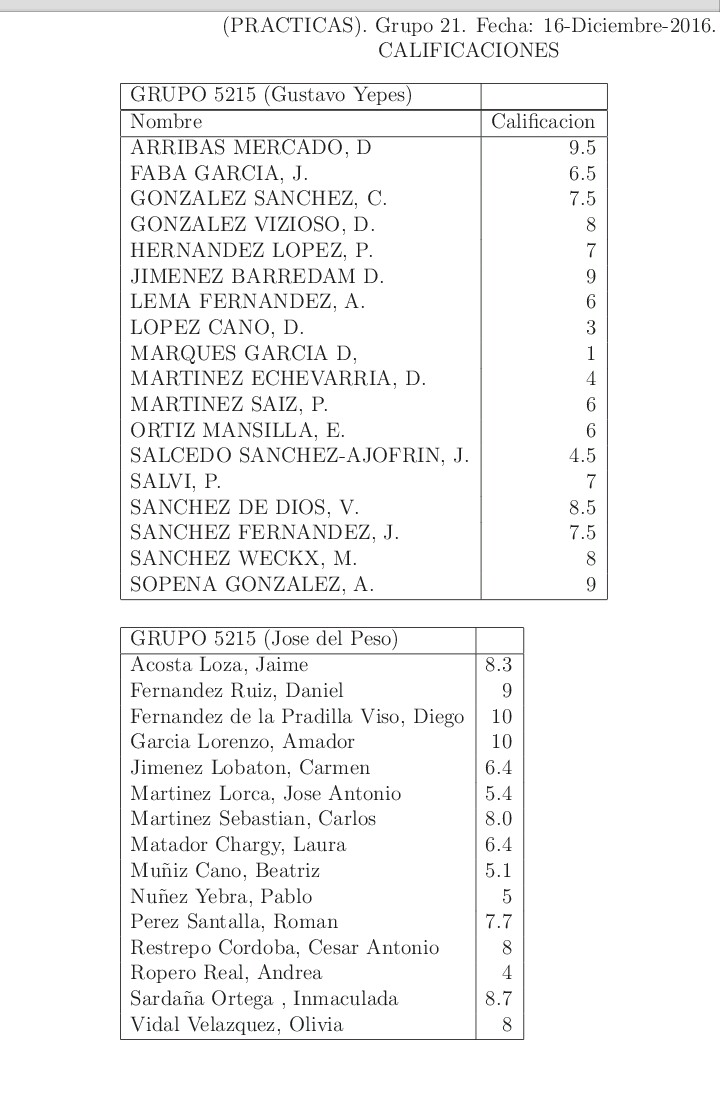 (PRACTICAS). Grupo 21. Fecha: 16-Diciembre-2016.
CALIFICACIONES
GRUPO 5215 (Gustavo Yepes)
Nombre Calificacion
ARRIBAS MERCADO, D 9.5
FABA GARCIA, J. 6.5
GONZALEZ SANCHEZ, C. 7.5
GONZALEZ VIZIOSO, D. 8
HERNANDEZ LOPEZ, P. 7
JIMENEZ BARREDAM D. 9
LEMA FERNANDEZ, A. 6
LOPEZ CANO, D. 3
MARQUES GARCIA D, 1
MARTINEZ ECHEVARRIA, D. 4
MARTINEZ SAIZ, P. 6
ORTIZ MANSILLA, E. 6
SALCEDO SANCHEZ-AJOFRIN, J. 4.5
SALVI, P. 7
SANCHEZ DE DIOS, V. 8.5
SANCHEZ FERNANDEZ, J. 7.5
SANCHEZ WECKX, M. 8
SOPENA GONZALEZ, A. 9
GRUPO 5215 (Jose del Peso)
Acosta Loza, Jaime 8.3
Fernandez Ruiz, Daniel 9
Fernandez de la Pradilla Viso, Diego 10
Garcia Lorenzo, Amador 10
Jimenez Lobaton, Carmen 6.4
Martinez Lorca, Jose Antonio 5.4
Martinez Sebastian, Carlos 8.0
Matador Chargy, Laura 6.4
Muñiz Cano, Beatriz 5.1
Nuñez Yebra, Pablo 5
Perez Santalla, Roman 7.7
Restrepo Cordoba, Cesar Antonio 8
Ropero Real, Andrea 4
Sardaña Ortega , Inmaculada 8.7
Vidal Velazquez, Olivia 8